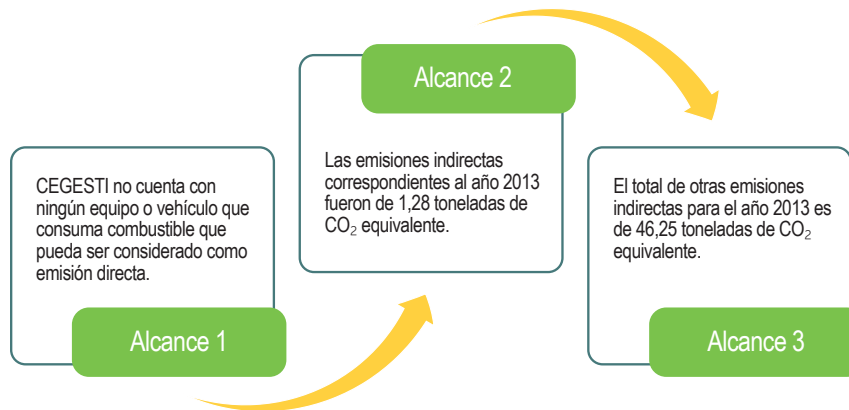 CEGESTI no cuenta con
ningún equipo o vehículo que
consuma combustible que
pueda ser considerado como
emisión directa.
Alcance 1
Alcance 2
Las emisiones indirectas
correspondientes al año 2013
fueron de 1,28 toneladas de
CO₂ equivalente.
El total de otras emisiones
indirectas para el año 2013 es
de 46,25 toneladas de CO₂
equivalente.
Alcance 3